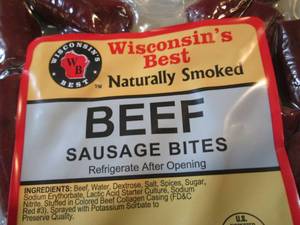 WISCONSIN'S
WB
BEST
TM
Wisconsin's
Best
Naturally Smoked
BEEF
SAUSAGE BITES
Refrigerate After Opening
INGREDIENTS: Beef, Water, Dextrose, Salt, Spices, Sugar,
Sodium Erythorbate, Lactic Acid Starter Culture, Sodium
Nitrite, Stuffed in Colored Beef Collagen Casing (FD&C
Red #3). Sprayed with Potassium Sorbate to
Preserve Quality.
U.S.